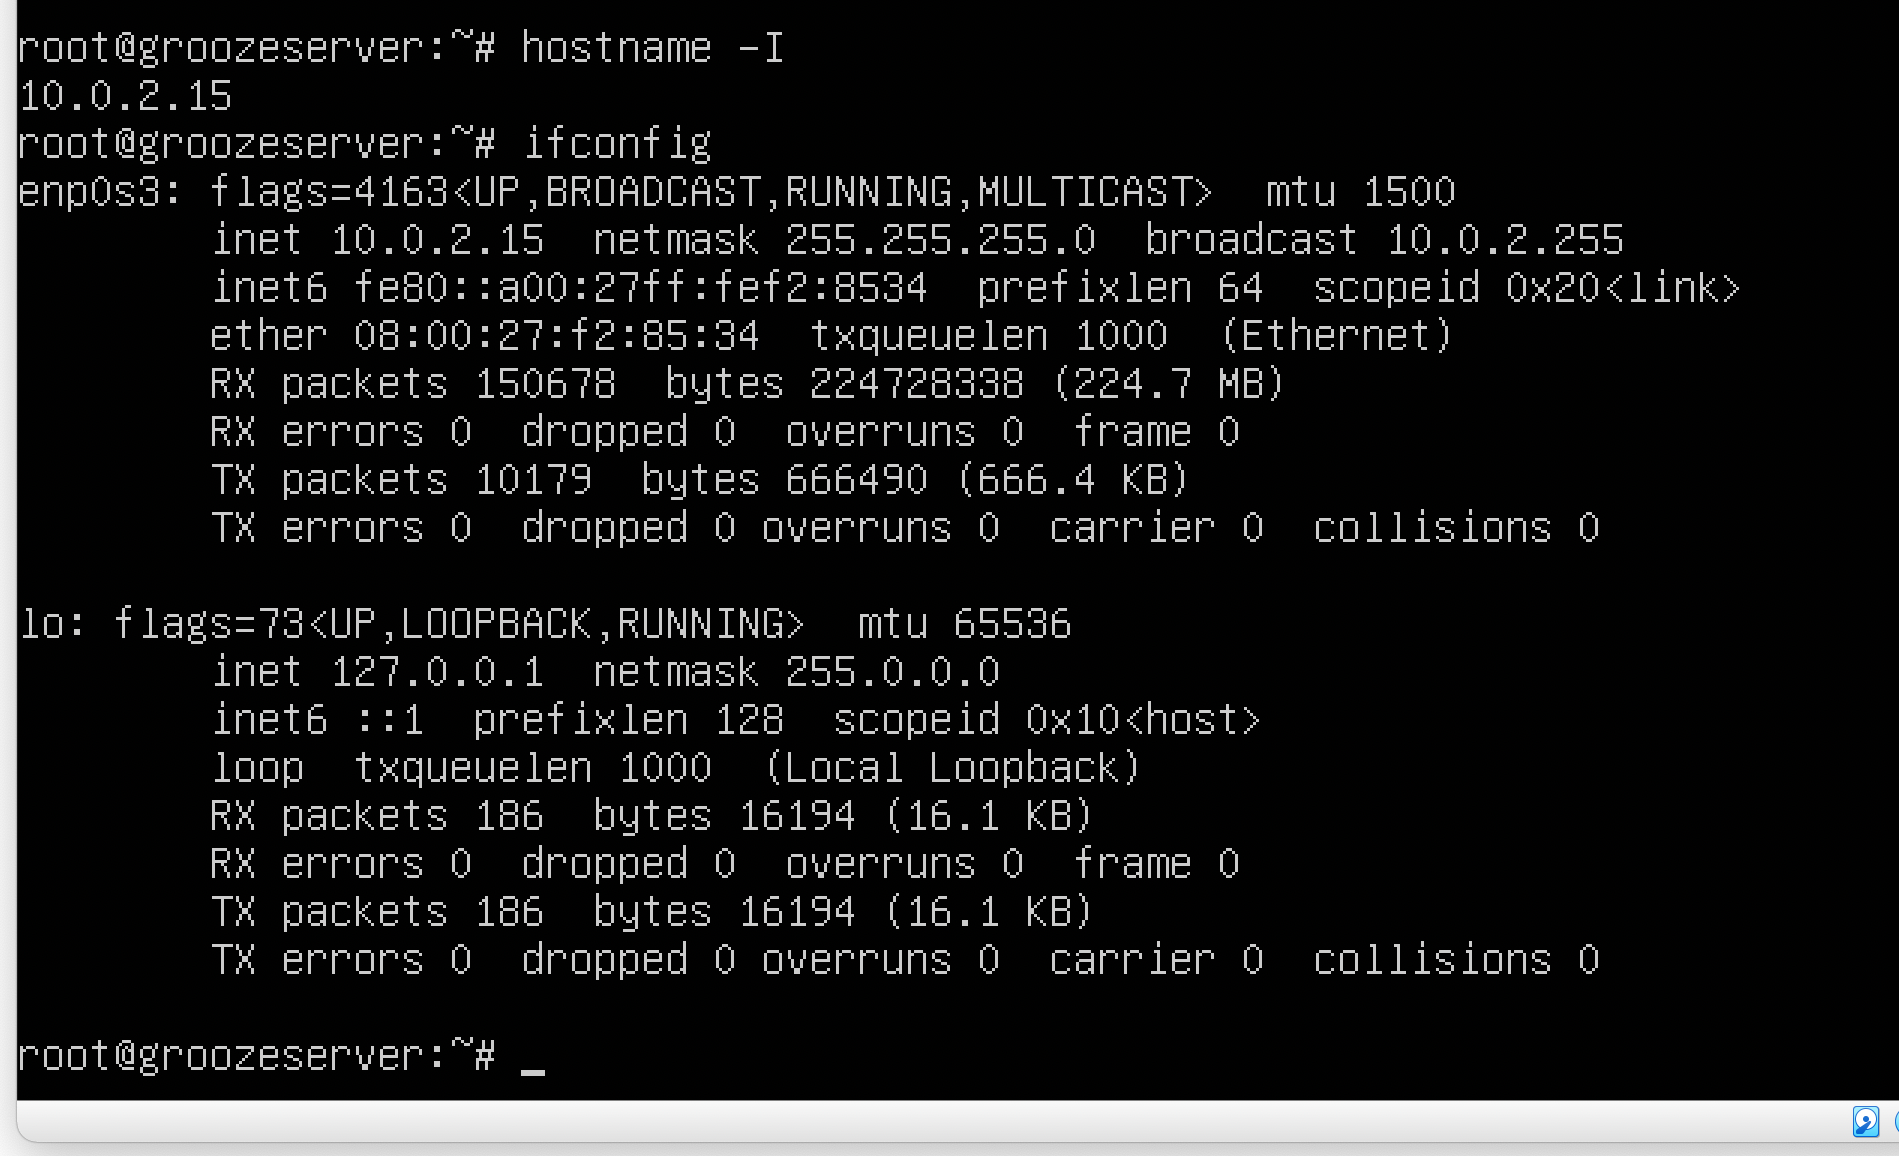 root@groozeserver:~# hostname -I
10.0.2.15
root@groozeserver:~# ifconfig
enp0s3: flags=4163<UP,BROADCAST,RUNNING,MULTICAST>  mtu 1500
        inet 10.0.2.15  netmask 255.255.255.0  broadcast 10.0.2.255
        inet6 fe80::a00:27ff:fef2:8534  prefixlen 64  scopeid 0x20<link>
        ether 08:00:27:f2:85:34  txqueuelen 1000  (Ethernet)
        RX packets 150678  bytes 224728338 (224.7 MB)
        RX errors 0  dropped 0  overruns 0  frame 0
        TX packets 10179  bytes 666490 (666.4 KB)
        TX errors 0  dropped 0 overruns 0  carrier 0  collisions 0

lo: flags=73<UP,LOOPBACK,RUNNING>  mtu 65536
        inet 127.0.0.1  netmask 255.0.0.0
        inet6 ::1  prefixlen 128  scopeid 0x10<host>
        loop  txqueuelen 1000  (Local Loopback)
        RX packets 186  bytes 16194 (16.1 KB)
        RX errors 0  dropped 0  overruns 0  frame 0
        TX packets 186  bytes 16194 (16.1 KB)
        TX errors 0  dropped 0 overruns 0  carrier 0  collisions 0

root@groozeserver:~# _